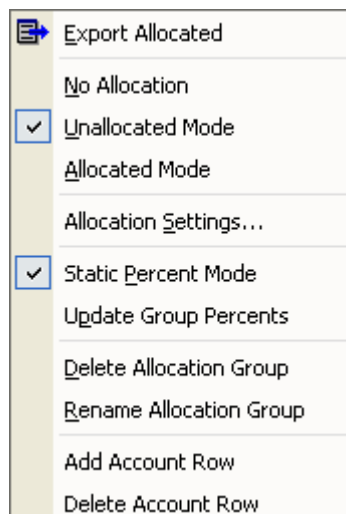 Export Allocated
No Allocation
Unallocated Mode
Allocated Mode
Allocation Settings...
Static Percent Mode
Update Group Percents
Delete Allocation Group
Rename Allocation Group
Add Account Row
Delete Account Row